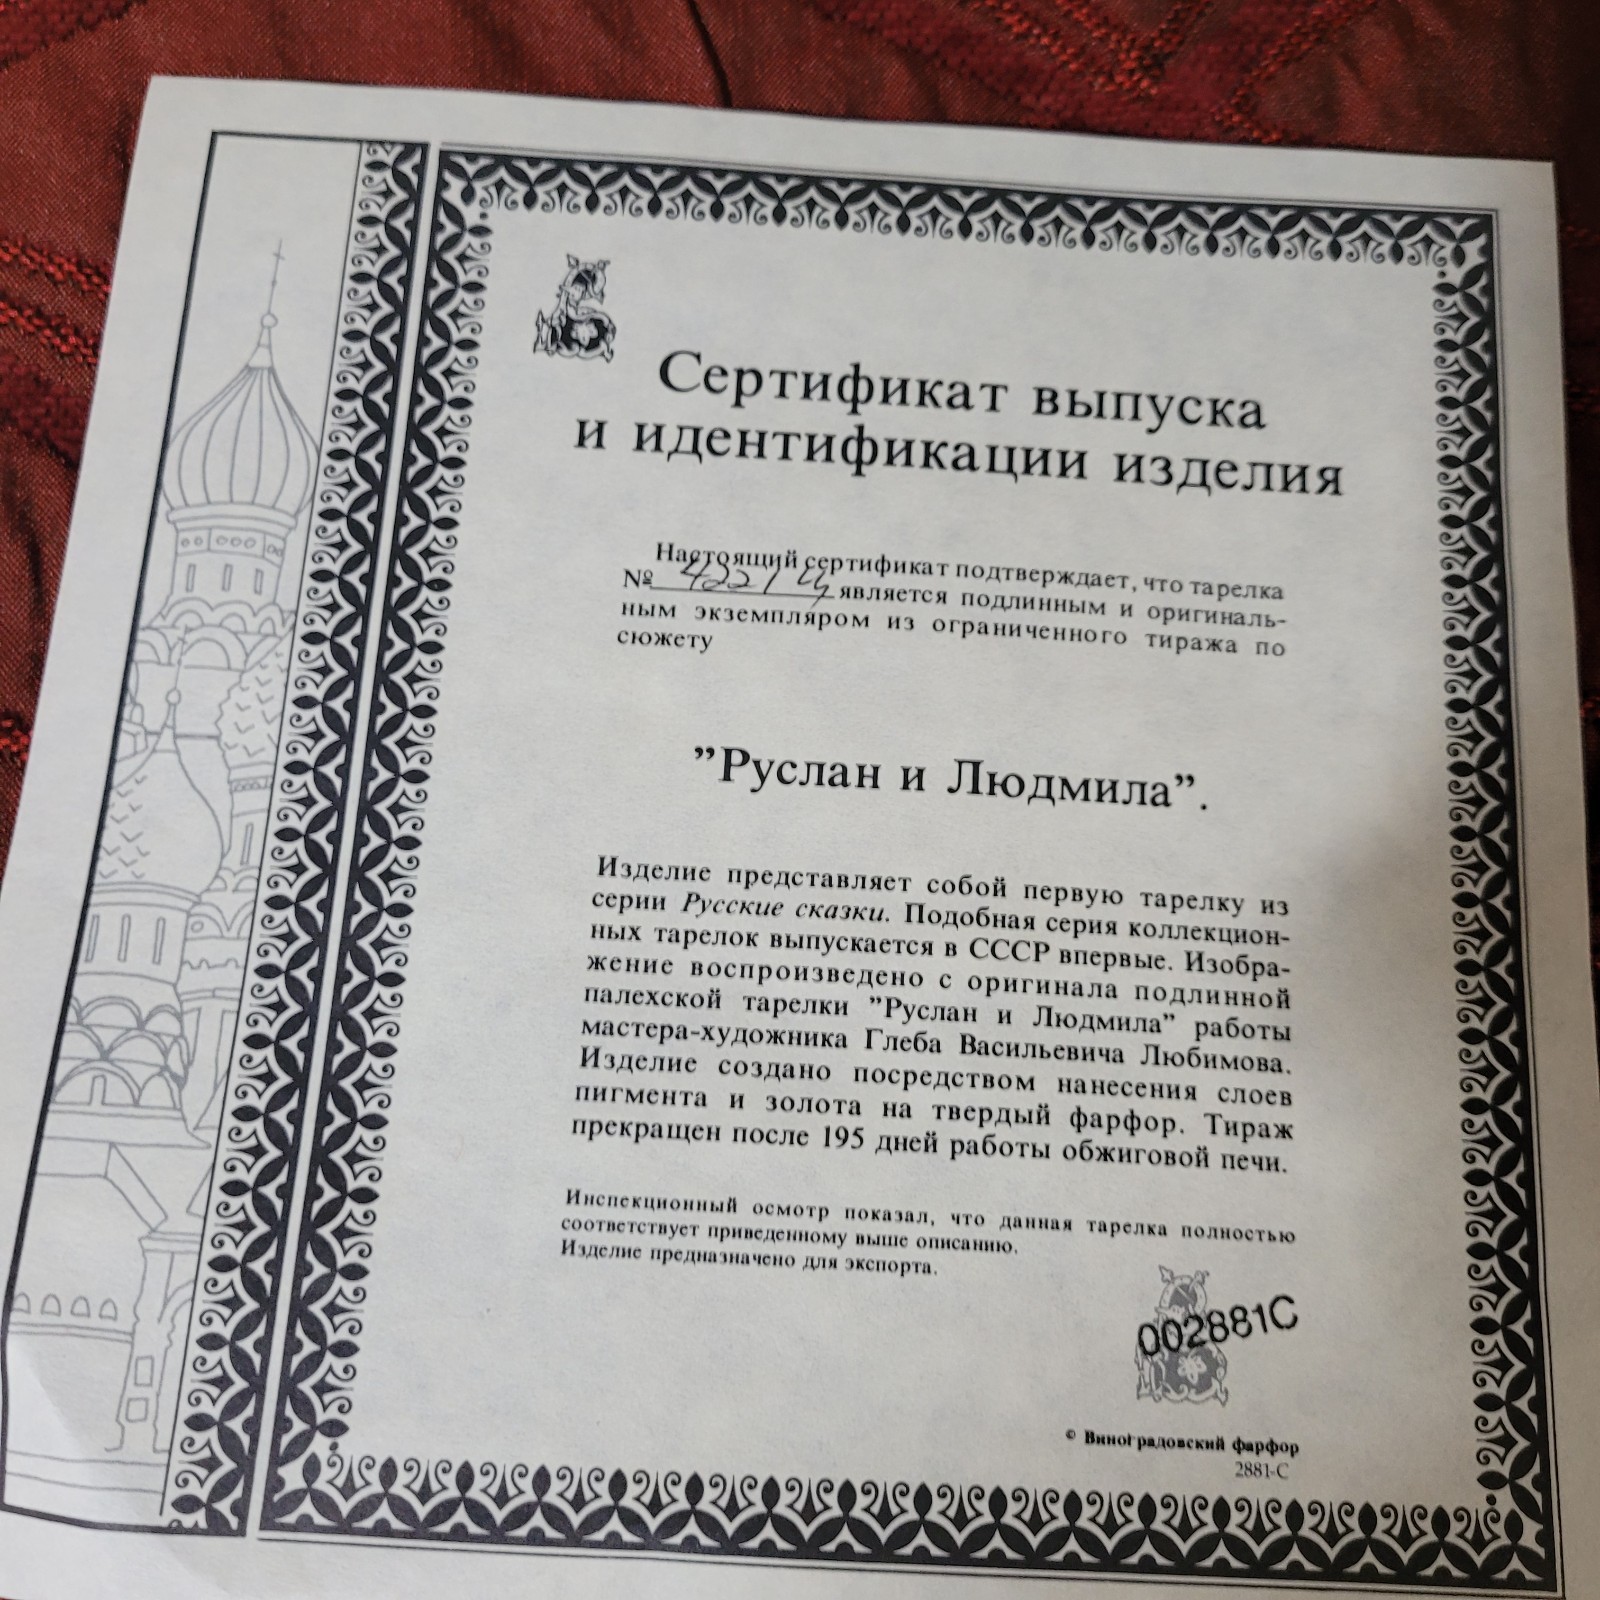 Сертификат выпуска
и идентификации изделия
Настоящий сертификат подтверждает, что тарелка
№ является подлинным и оригиналь-
ным экземпляром из ограниченного тиража по
сюжету
"Руслан и Людмила".
Изделие представляет собой первую тарелку из
серии Русские сказки. Подобная серия коллекцион-
ных тарелок выпускается в СССР впервые. Изобра-
жение воспроизведено с оригинала подлинной
палехской тарелки "Руслан и Людмила" работы
мастера-художника Глеба Васильевича Любимова.
Изделие создано посредством нанесения слоев
пигмента и золота на твердый фарфор. Тираж
прекращен после 195 дней работы обжиговой печи.
Инспекционный осмотр показал, что данная тарелка полностью
соответствует приведенному выше описанию.
Изделие предназначено для экспорта.
002881C
© Виноградовский фарфор
2881-C